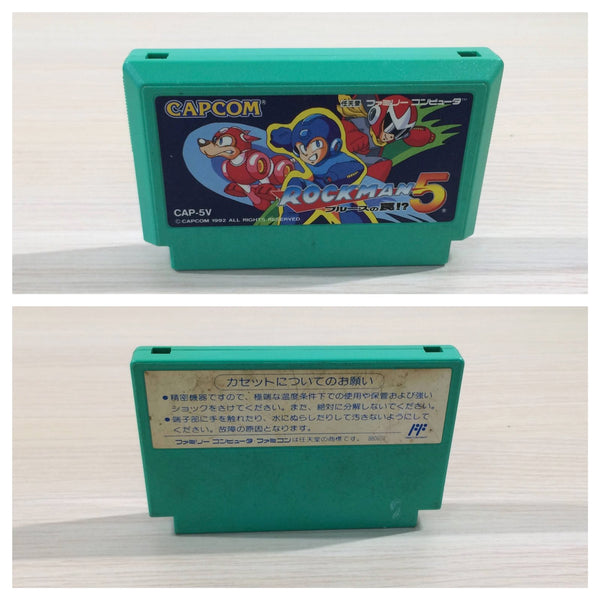 CAPCOM®
任天堂 ファミリー コンピュータ™
ROCKMAN 5
ブルースの罠!?
CAP-5V
©CAPCOM 1992 ALL RIGHTS RESERVED
カセットについてのお願い
●精密機器ですので、極端な温度条件下での使用や保管および強い
ショックをさけてください。また、絶対に分解しないでください。
●端子部に手を触れたり、水にぬらしたりして汚さないようにして
ください。故障の原因となります。
ファミリー コンピュータ ファミコンは任天堂の商標です。
FF